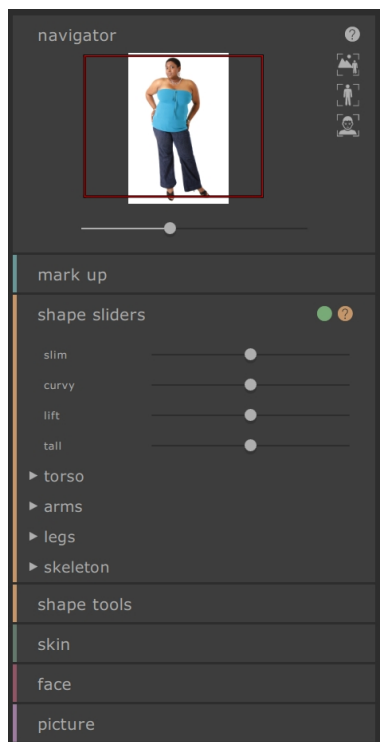 navigator
?
mark up
shape sliders
?
slim
curvy
lift
tall
torso
arms
legs
skeleton
shape tools
skin
face
picture